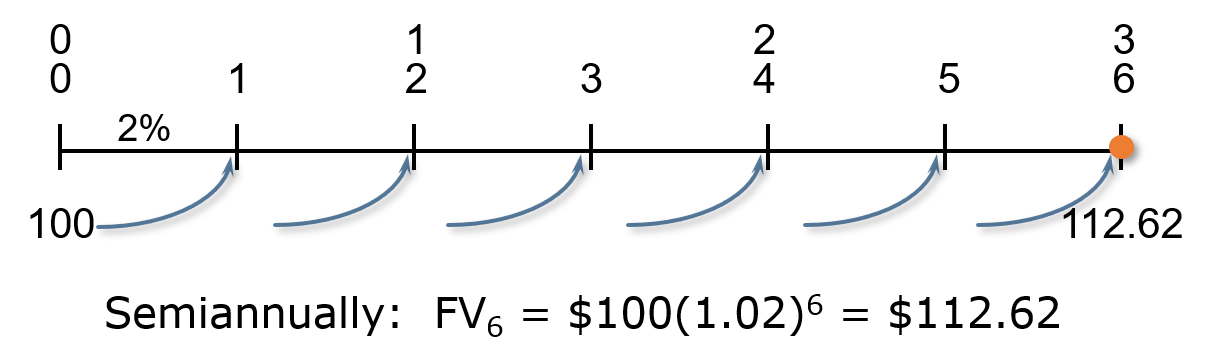 0 1 2 3
0 1 2 3 4 5 6
2%
100 112.62
Semiannually: FV₆ = $100(1.02)⁶ = $112.62